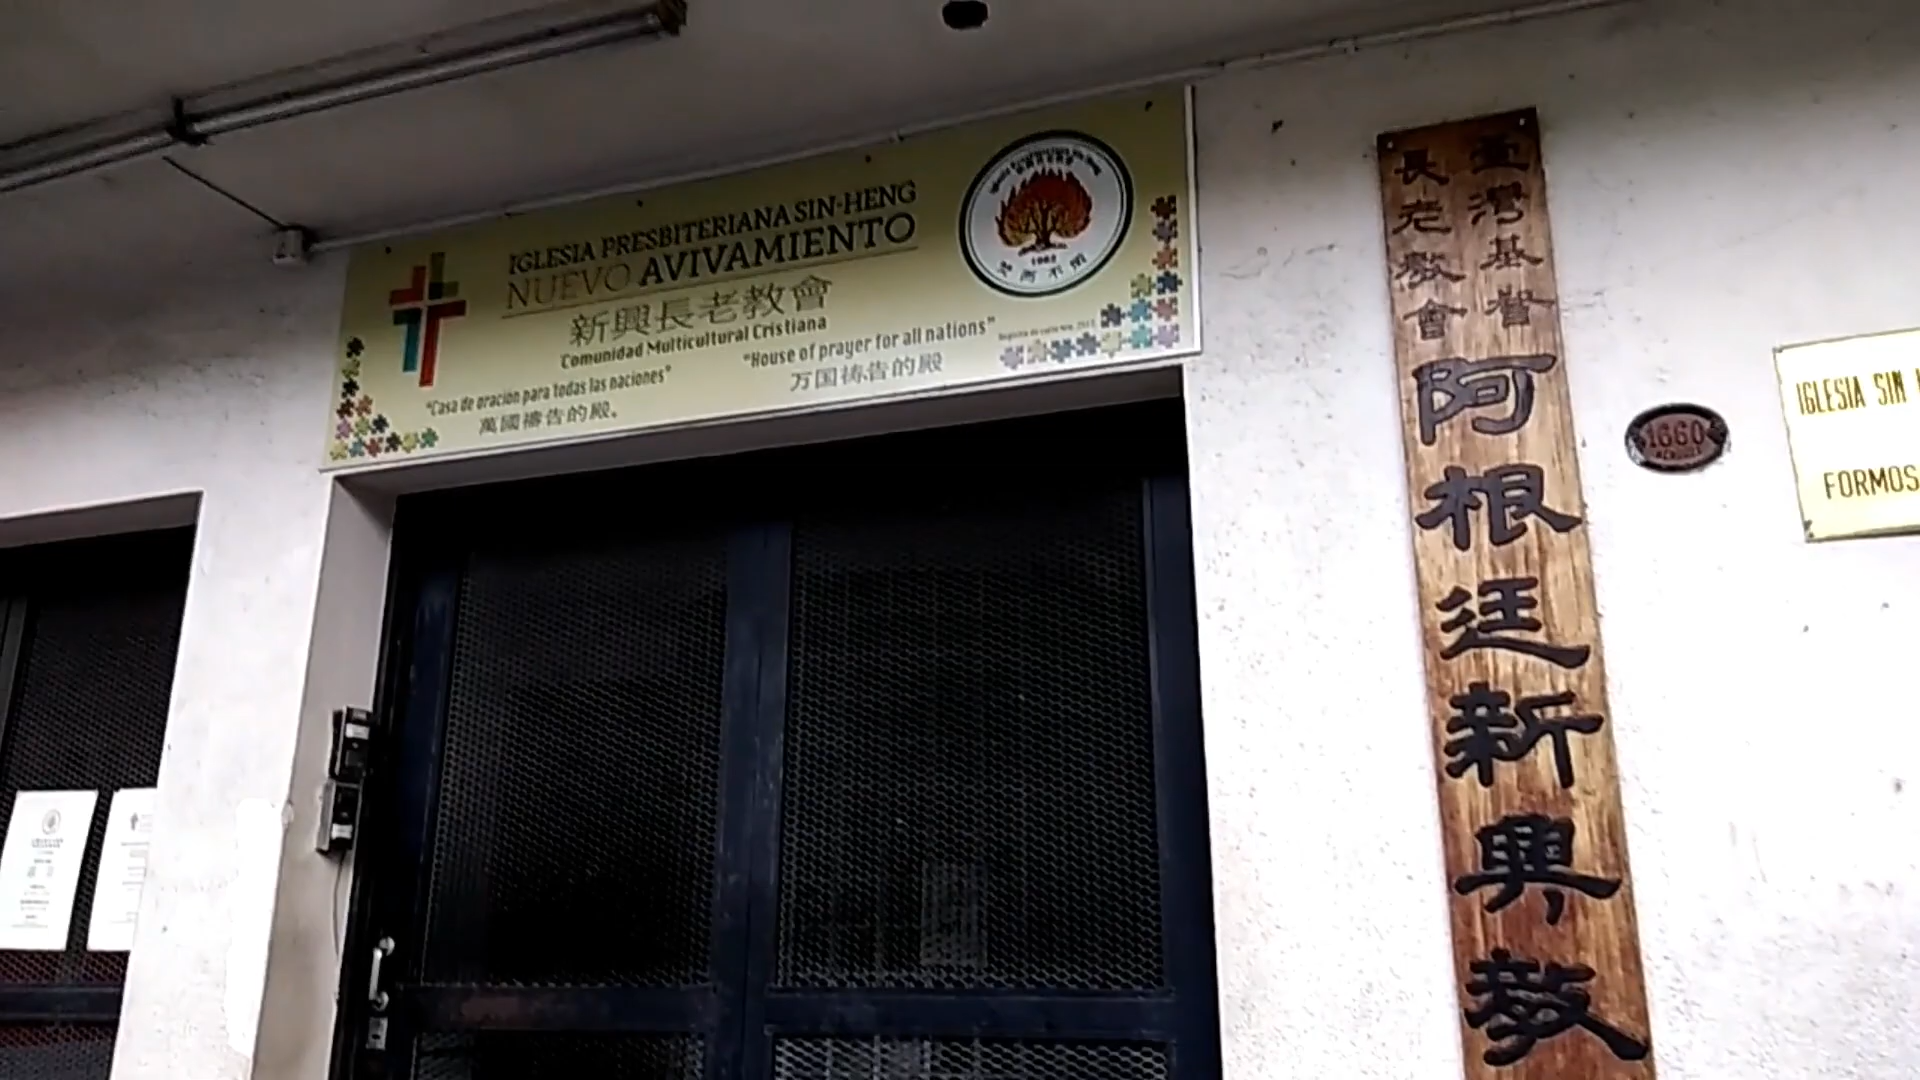 IGLESIA PRESBITERIANA SIN-HENG
NUEVO AVIVAMIENTO
新興長老教會
Comunidad Multicultural Cristiana
"Casa de oración para todas las naciones"
萬國禱告的殿。
"House of prayer for all nations"
万国祷告的殿
臺灣基督
長老教會
阿根廷新興教
1660
IGLESIA SIN
FORMOS